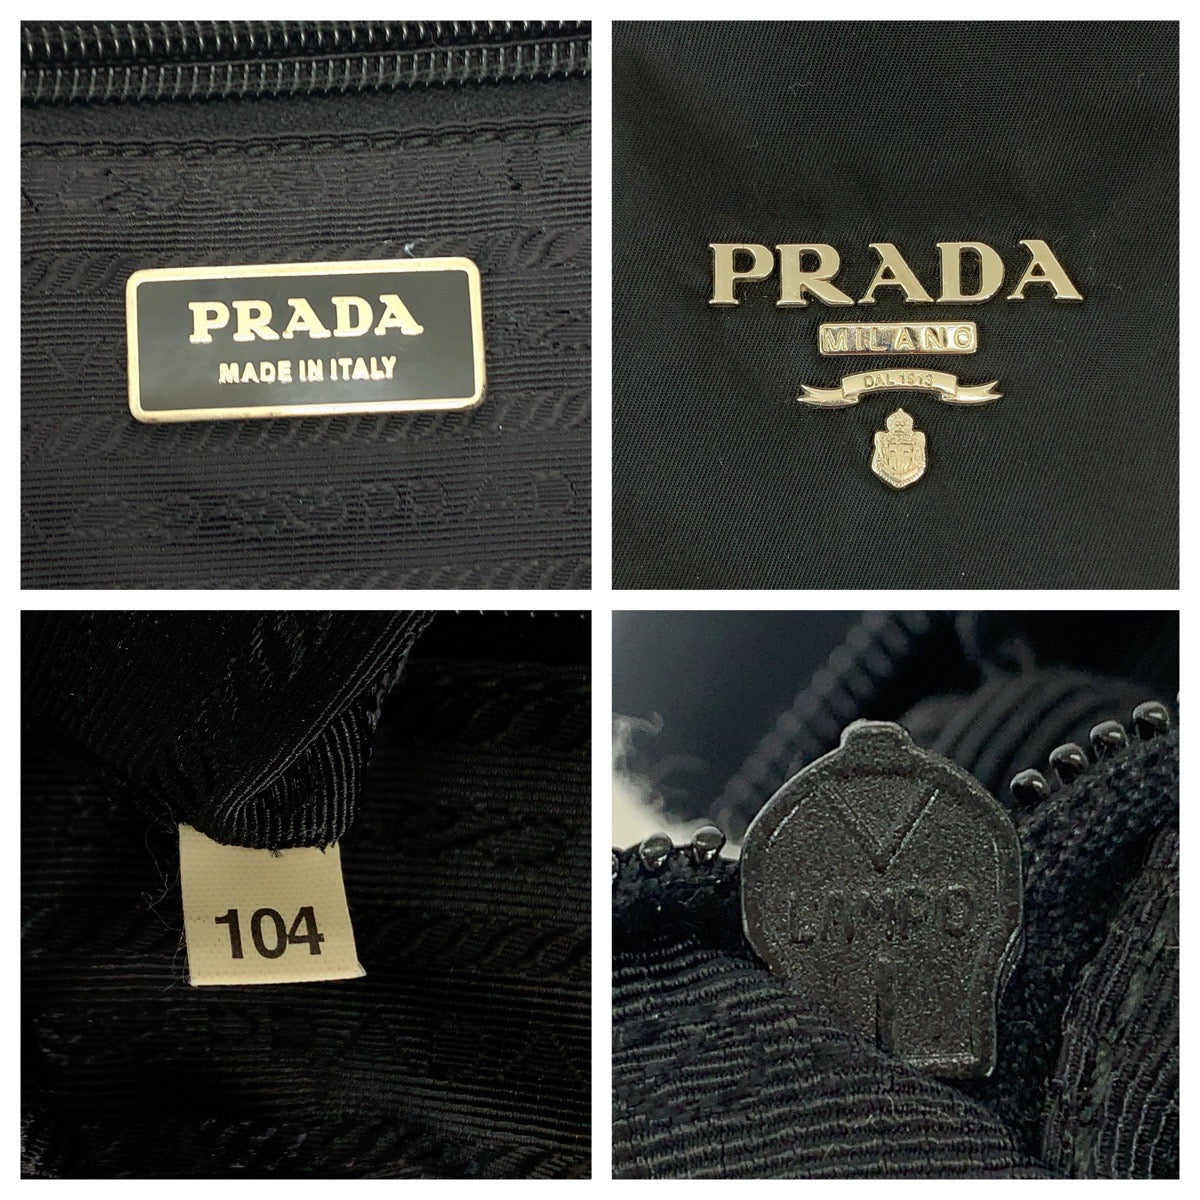 PRADA
MADE IN ITALY
PRADA
MILANO
DAL 1913
104
LAMPO